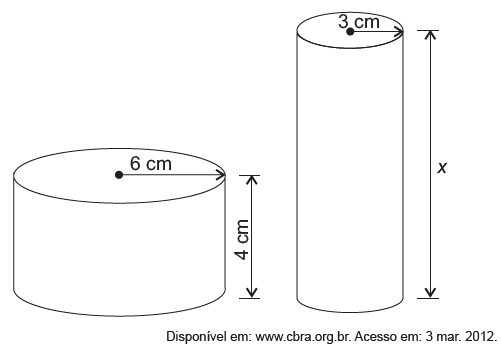 3 cm
6 cm
4 cm
x
Disponível em: www.cbra.org.br. Acesso em: 3 mar. 2012.